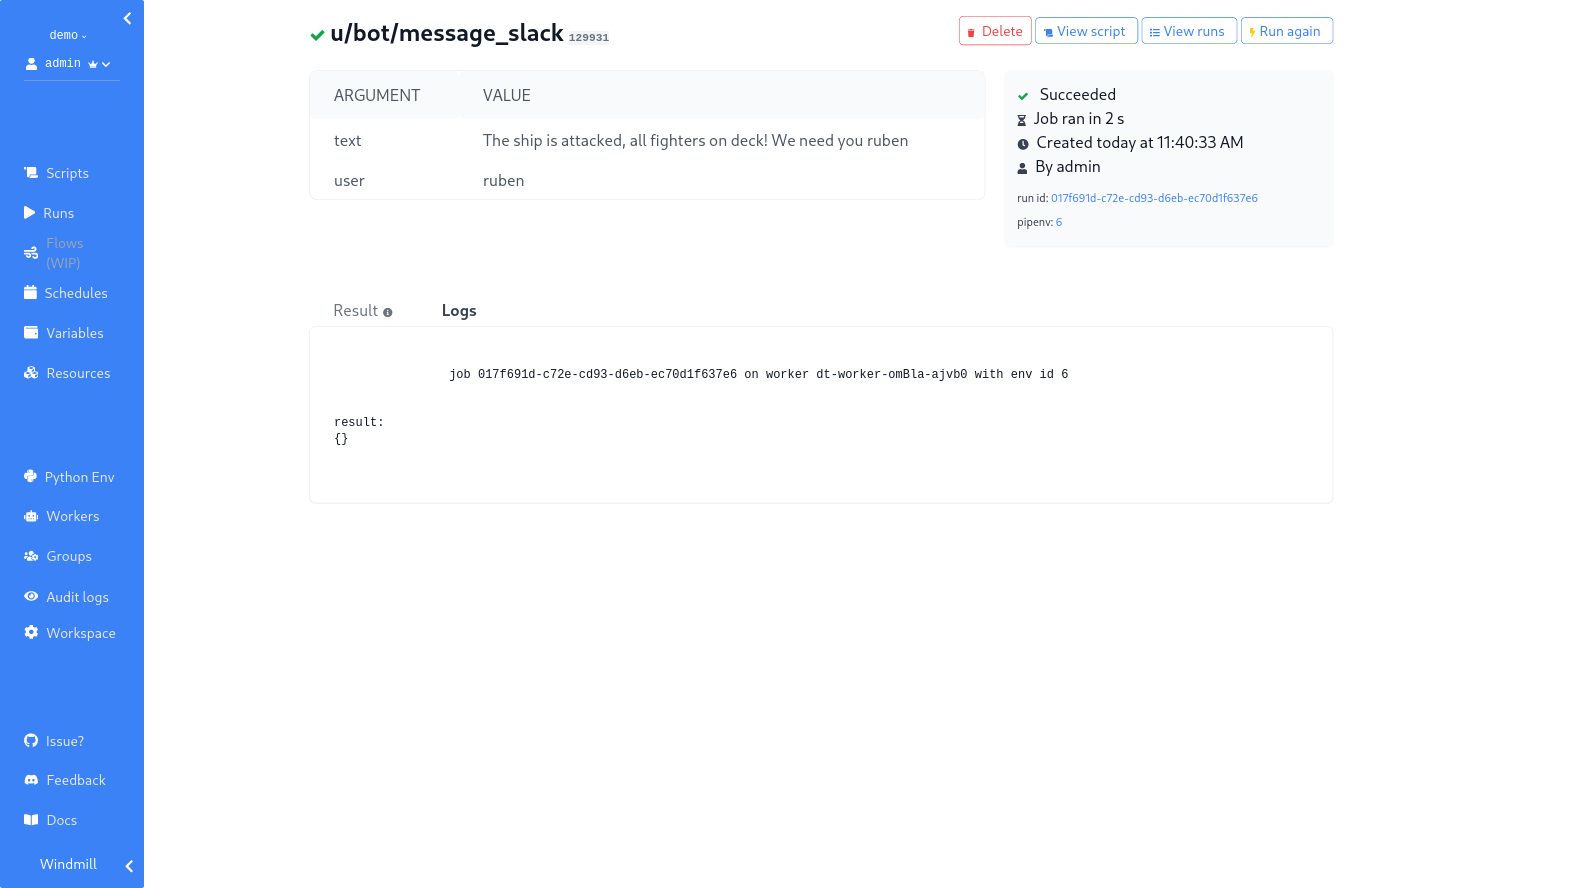 demo
admin
Scripts
Runs
Flows
(WIP)
Schedules
Variables
Resources
Python Env
Workers
Groups
Audit logs
Workspace
Issue?
Feedback
Docs
Windmill
u/bot/message_slack 129931
Delete
View script
View runs
Run again
ARGUMENT VALUE
text The ship is attacked, all fighters on deck! We need you ruben
user ruben
Succeeded
Job ran in 2 s
Created today at 11:40:33 AM
By admin
run id: 017f691d-c72e-cd93-d6eb-ec70d1f637e6
pipenv: 6
Result Logs
job 017f691d-c72e-cd93-d6eb-ec70d1f637e6 on worker dt-worker-omBla-ajvb0 with env id 6
result:
{}